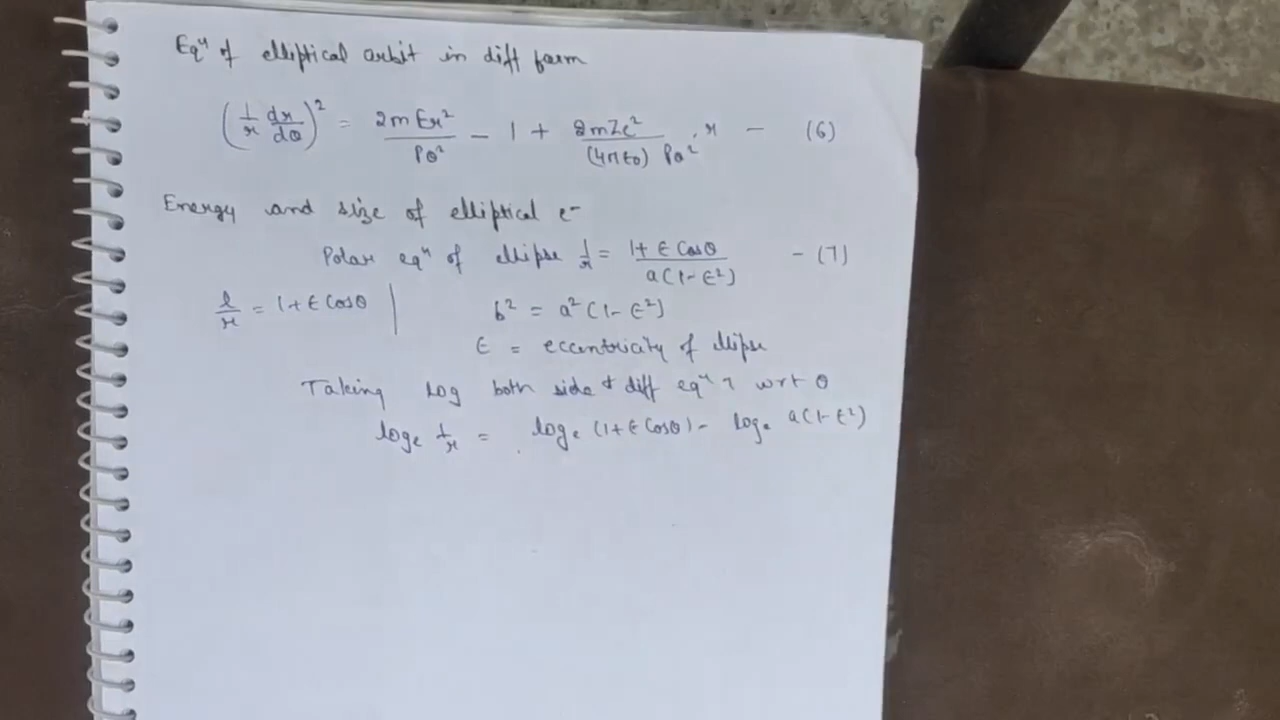 Eqⁿ of elliptical orbit in diff form
(1/r dr/dθ)² = 2mEr²/pθ² - 1 + 2mZe²/(4πε0) pθ² . r — (6)
Energy and size of elliptical e⁻
Polar eqⁿ of ellipse 1/r = 1+ ϵ Cosθ / a(1-ϵ²) - (7)
l/r = 1+ ϵ Cosθ | b² = a² (1- ϵ²)
ϵ = eccentricity of ellipse
Taking log both side & diff eqⁿ 7 wrt θ
logₑ 1/r = logₑ (1+ ϵ Cosθ) - logₑ a(1-ϵ²)